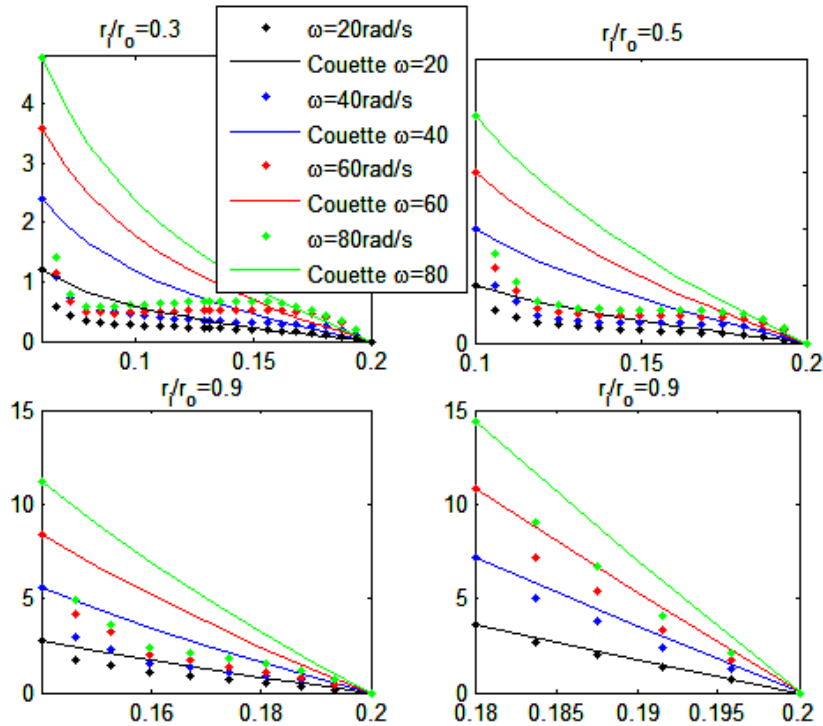 r_i/r_o=0.3
r_i/r_o=0.5
ω=20rad/s
Couette ω=20
ω=40rad/s
Couette ω=40
ω=60rad/s
Couette ω=60
ω=80rad/s
Couette ω=80
4
3
2
1
0
0.1
0.15
0.2
0
0.1
0.15
0.2
r_i/r_o=0.9
r_i/r_o=0.9
15
10
5
0
0.16
0.18
0.2
15
10
5
0
0.18
0.185
0.19
0.195
0.2